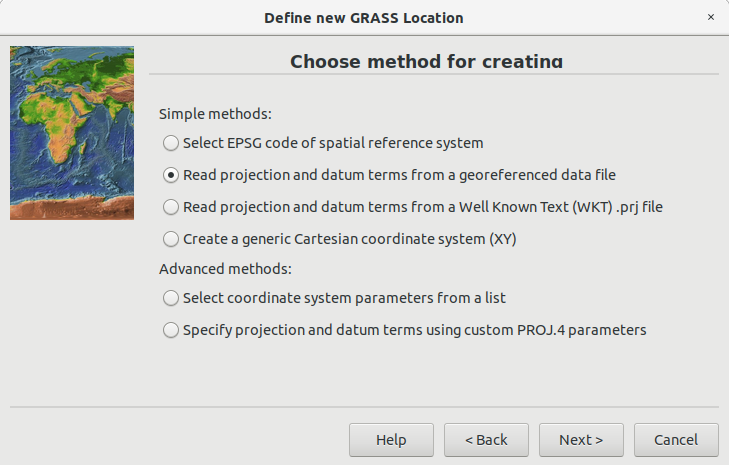 Define new GRASS Location
×
Choose method for creating
Simple methods:
Select EPSG code of spatial reference system
Read projection and datum terms from a georeferenced data file
Read projection and datum terms from a Well Known Text (WKT) .prj file
Create a generic Cartesian coordinate system (XY)
Advanced methods:
Select coordinate system parameters from a list
Specify projection and datum terms using custom PROJ.4 parameters
Help < Back Next > Cancel